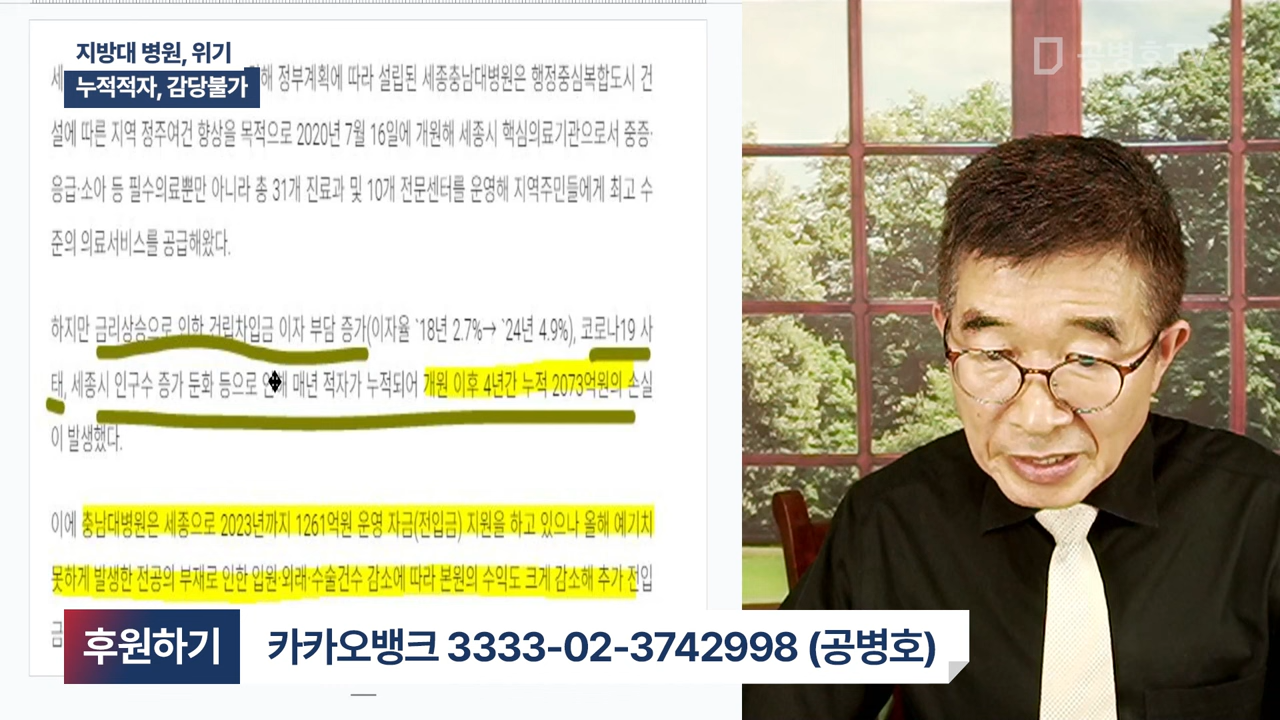 지방대 병원, 위기
누적적자, 감당불가
공병호TV
세 정부계획에 따라 설립된 세종충남대병원은 행정중심복합도시 건
설에 따른 지역 정주여건 향상을 목적으로 2020년 7월 16일에 개원해 세종시 핵심의료기관으로서 중증·
응급·소아 등 필수의료뿐만 아니라 총 31개 진료과 및 10개 전문센터를 운영해 지역주민들에게 최고 수
준의 의료서비스를 공급해왔다.
하지만 금리상승으로 인한 건립차입금 이자 부담 증가(이자율 `18년 2.7%→ `24년 4.9%), 코로나19 사
태, 세종시 인구수 증가 둔화 등으로 인해 매년 적자가 누적되어 개원 이후 4년간 누적 2073억원의 손실
이 발생했다.
이에 충남대병원은 세종으로 2023년까지 1261억원 운영 자금(전입금) 지원을 하고 있으나 올해 예기치
못하게 발생한 전공의 부재로 인한 입원·외래·수술건수 감소에 따라 본원의 수익도 크게 감소해 추가 전입
후원하기
카카오뱅크 3333-02-3742998 (공병호)